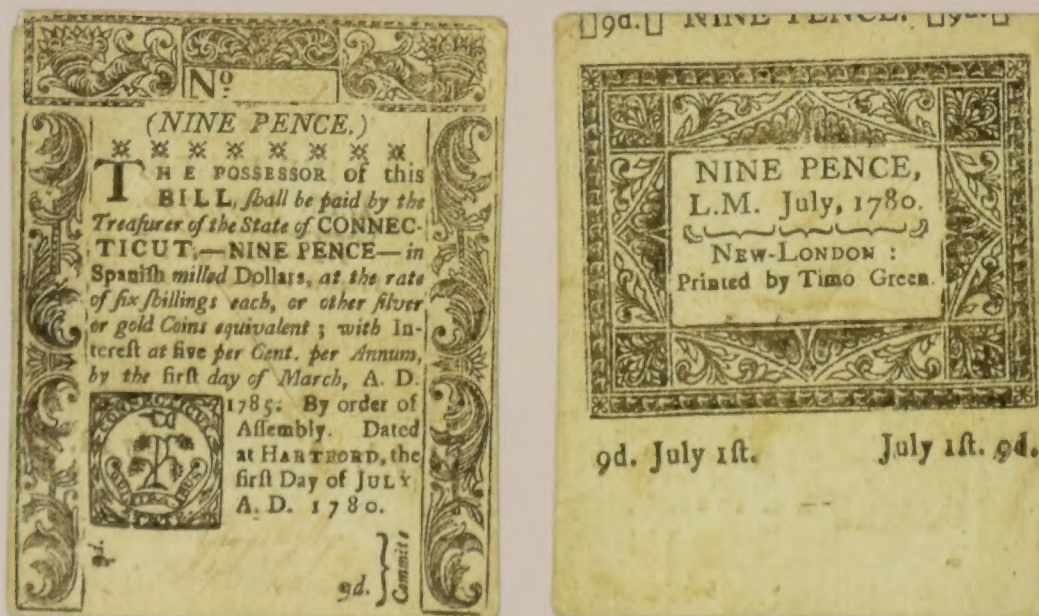 Nº
(NINE PENCE.)
THE POSSESSOR of this
BILL, ſhall be paid by the
Treaſurer of the State of CONNEC-
TICUT,—NINE PENCE—in
Spaniſh milled Dollars, at the rate
of ſix ſhillings each, or other ſilver
or gold Coins equivalent; with In-
tereſt at five per Cent. per Annum,
by the firſt day of March, A. D.
1785. By order of
Aſſembly. Dated
at HARTFORD, the
firſt Day of JULY
A. D. 1780.
9d.
9d. } Committe
9d. NINE PENCE. 9d.
NINE PENCE,
L.M. July, 1780.
NEW-LONDON :
Printed by Timo Green.
9d. July 1ſt. July 1ſt. 9d.